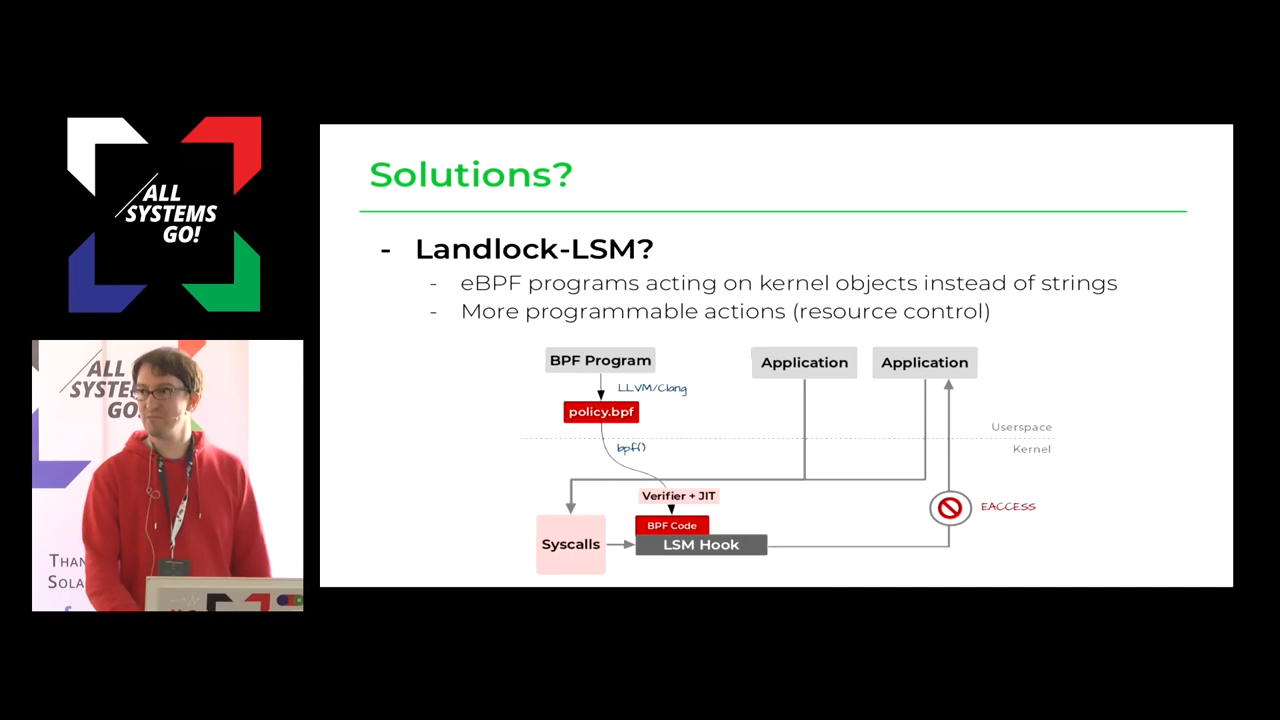 ALL
SYSTEMS
GO!
Solutions?
- Landlock-LSM?
- eBPF programs acting on kernel objects instead of strings
- More programmable actions (resource control)
BPF Program
Application
Application
LLVM/Clang
policy.bpf
Userspace
bpf()
Kernel
Verifier + JIT
BPF Code
EACCESS
Syscalls
LSM Hook
ALL
SYSTE
GO
THAN
SOLA